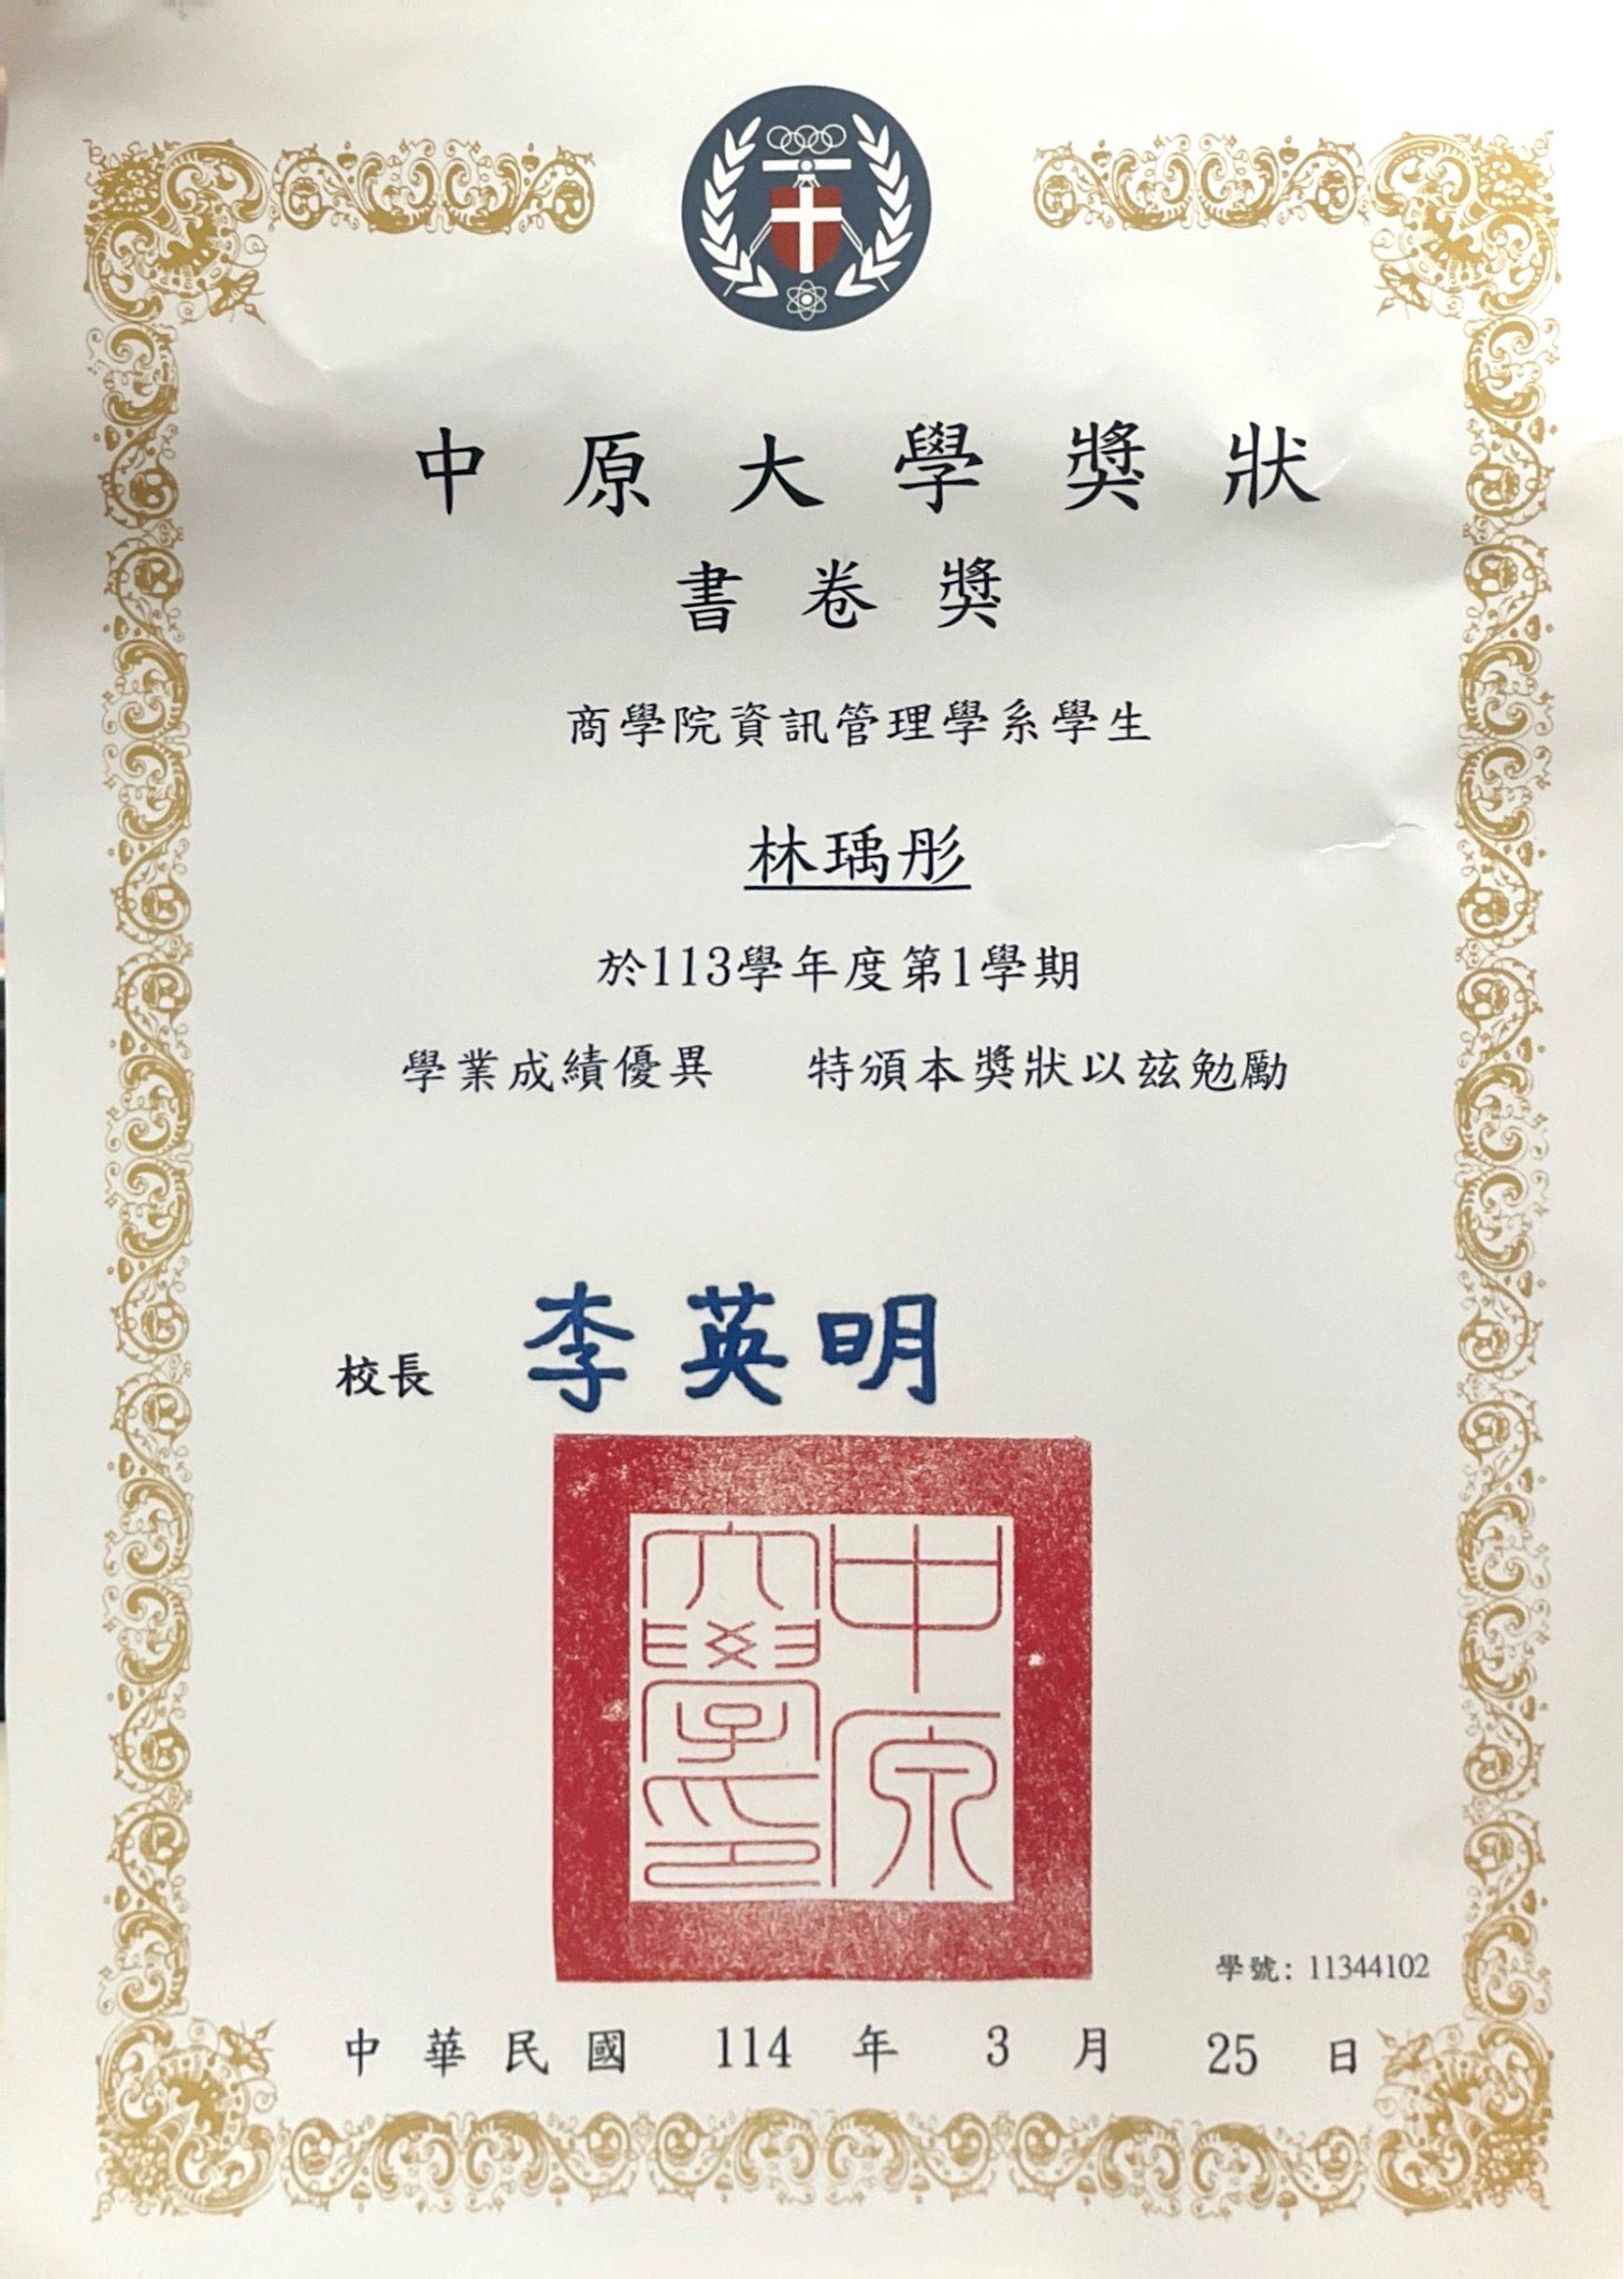 中原大學獎狀
書卷獎
商學院資訊管理學系學生
林瑀彤
於113學年度第1學期
學業成績優異 特頒本獎狀以茲勉勵
校長 李英明
中原
大學印
學號: 11344102
中華民國 114 年 3 月 25 日